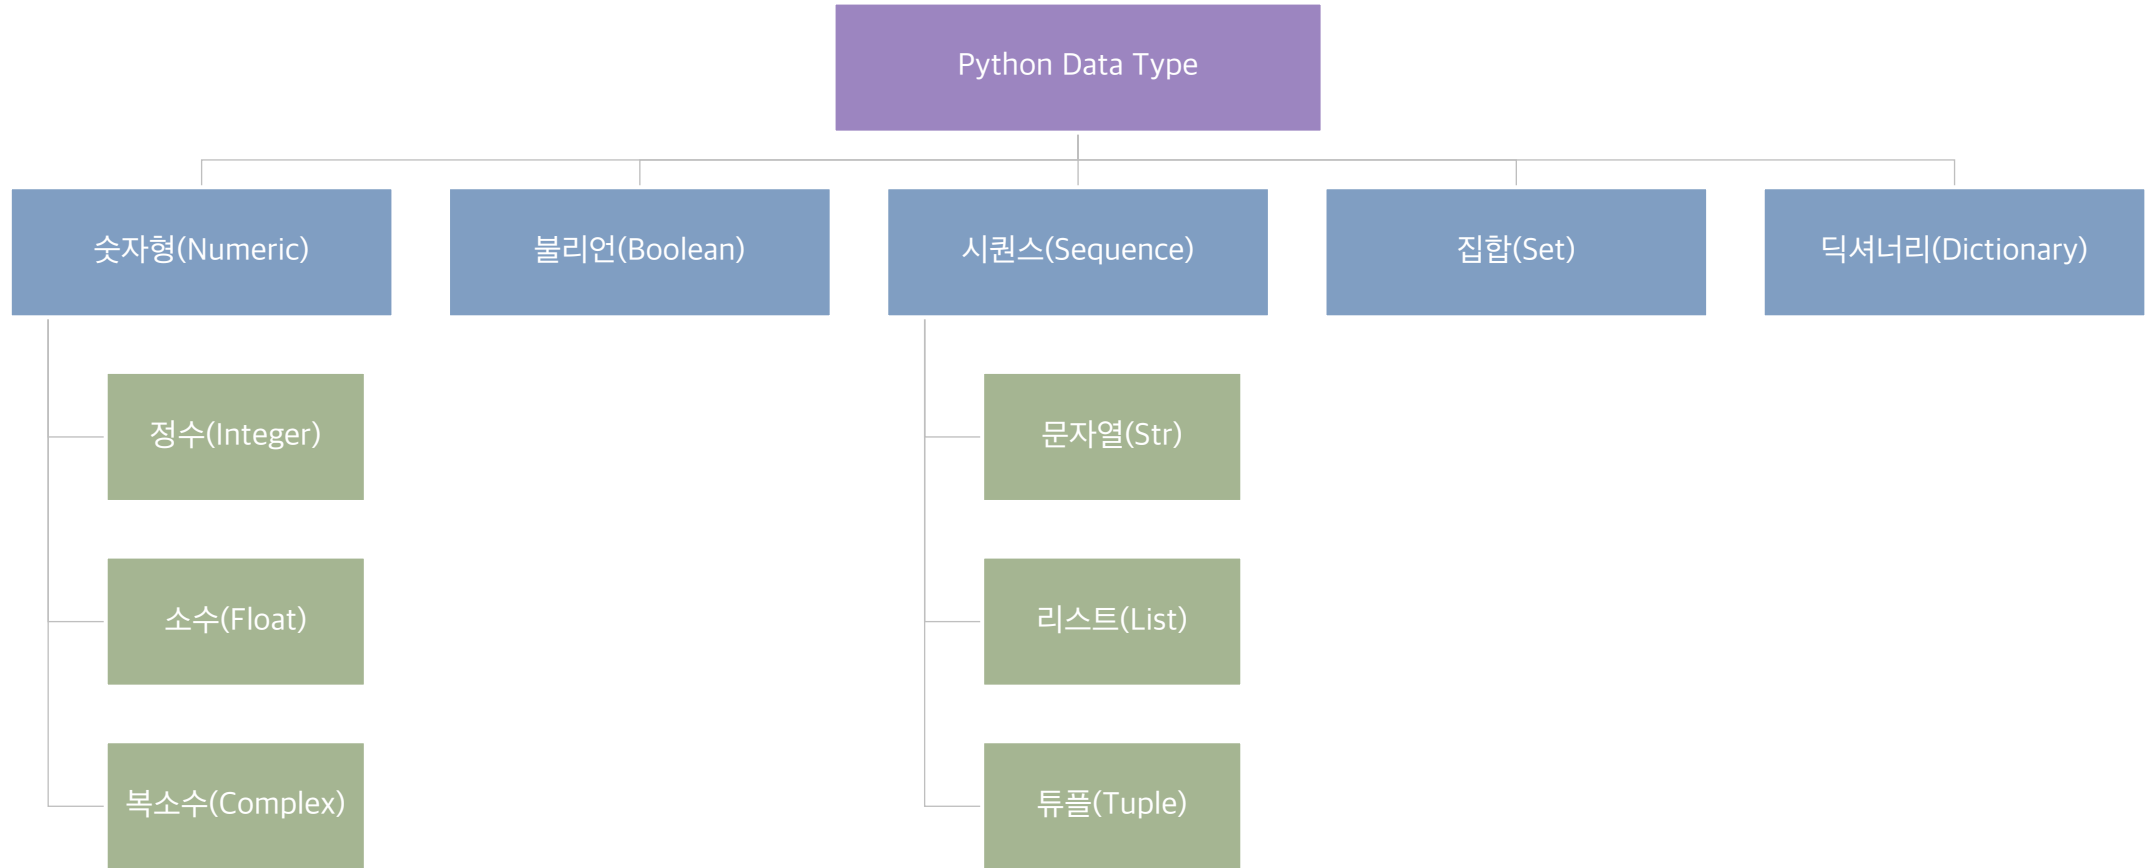 Python Data Type
숫자형(Numeric)
불리언(Boolean)
시퀀스(Sequence)
집합(Set)
딕셔너리(Dictionary)
정수(Integer)
소수(Float)
복소수(Complex)
문자열(Str)
리스트(List)
튜플(Tuple)